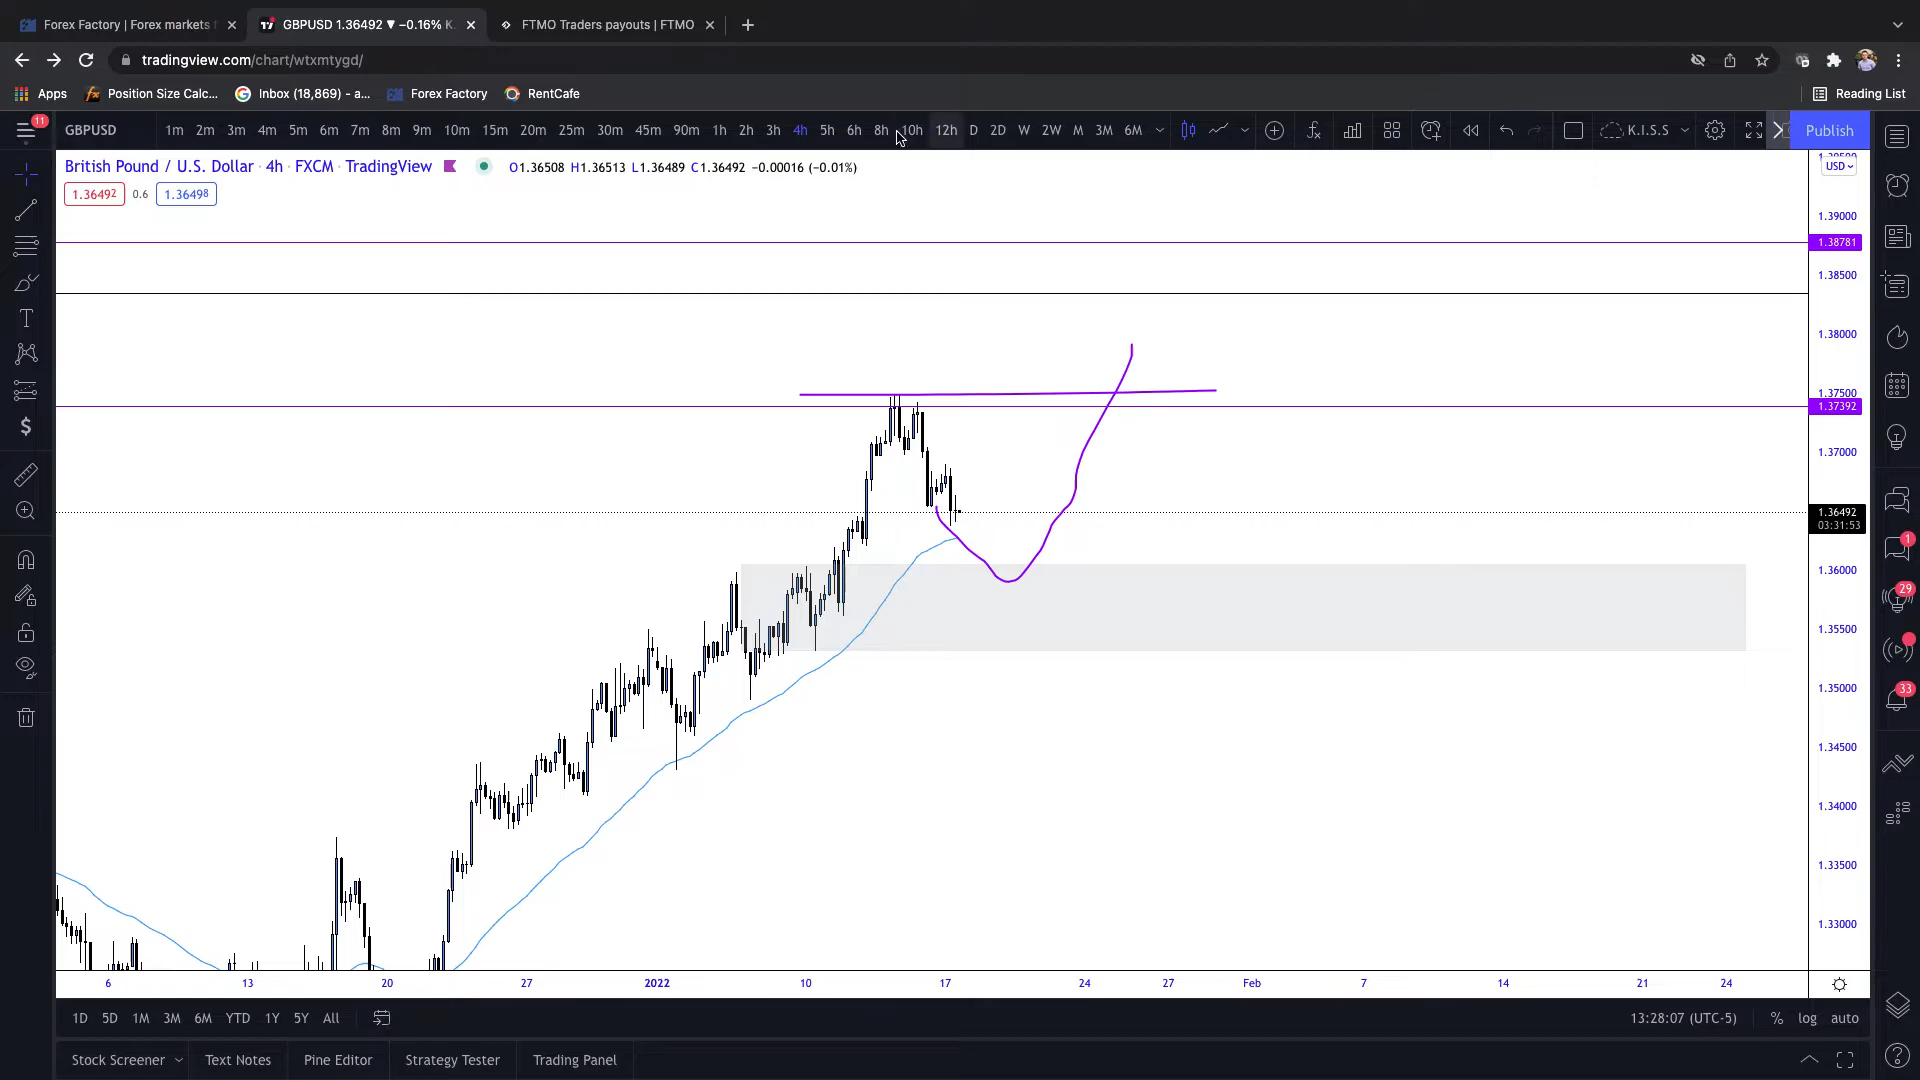 Forex Factory | Forex markets f
GBPUSD 1.36492 ▼ −0.16% K.
FTMO Traders payouts | FTMO
tradingview.com/chart/wtxmtygd/
Apps
Position Size Calc...
Inbox (18,869) - a...
Forex Factory
RentCafe
Reading List
11
GBPUSD
1m 2m 3m 4m 5m 6m 7m 8m 9m 10m 15m 20m 25m 30m 45m 90m 1h 2h 3h 4h 5h 6h 8h 10h 12h D 2D W 2W M 3M 6M
K.I.S.S
Publish
British Pound / U.S. Dollar · 4h · FXCM · TradingView
O1.36508 H1.36513 L1.36489 C1.36492 −0.00016 (−0.01%)
1.36492
0.6
1.36498
USD
1.39000
1.38781
1.38500
1.38000
1.37500
1.37392
1.37000
1.36492
03:31:53
1.36000
1.35500
1.35000
1.34500
1.34000
1.33500
1.33000
1
29
33
6 13 20 27 2022 10 17 24 27 Feb 7 14 21 24
1D 5D 1M 3M 6M YTD 1Y 5Y All
13:28:07 (UTC-5)
% log auto
Stock Screener
Text Notes
Pine Editor
Strategy Tester
Trading Panel